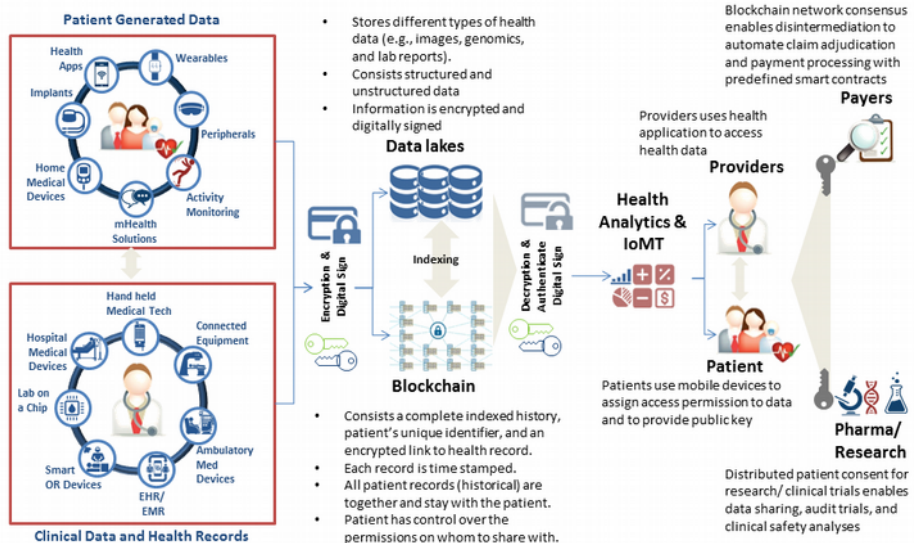 Patient Generated Data
Health
Apps
Wearables
Implants
Peripherals
Home
Medical
Devices
Activity
Monitoring
mHealth
Solutions
Hand held
Medical Tech
Hospital
Medical
Devices
Connected
Equipment
Lab on
a Chip
Ambulatory
Med
Devices
Smart
OR Devices
EHR/
EMR
Clinical Data and Health Records
Encryption &
Digital Sign
• Stores different types of health
data (e.g., images, genomics,
and lab reports).
• Consists structured and
unstructured data
• Information is encrypted and
digitally signed
Data lakes
Indexing
Blockchain
• Consists a complete indexed history,
patient's unique identifier, and an
encrypted link to health record.
• Each record is time stamped.
• All patient records (historical) are
together and stay with the patient.
• Patient has control over the
permissions on whom to share with.
Decryption &
Authenticate
Digital Sign
Health
Analytics &
IoMT
Providers uses health
application to access
health data
Providers
Patient
Patients use mobile devices to
assign access permission to data
and to provide public key
Blockchain network consensus
enables disintermediation to
automate claim adjudication
and payment processing with
predefined smart contracts
Payers
Pharma/
Research
Distributed patient consent for
research/ clinical trials enables
data sharing, audit trials, and
clinical safety analyses